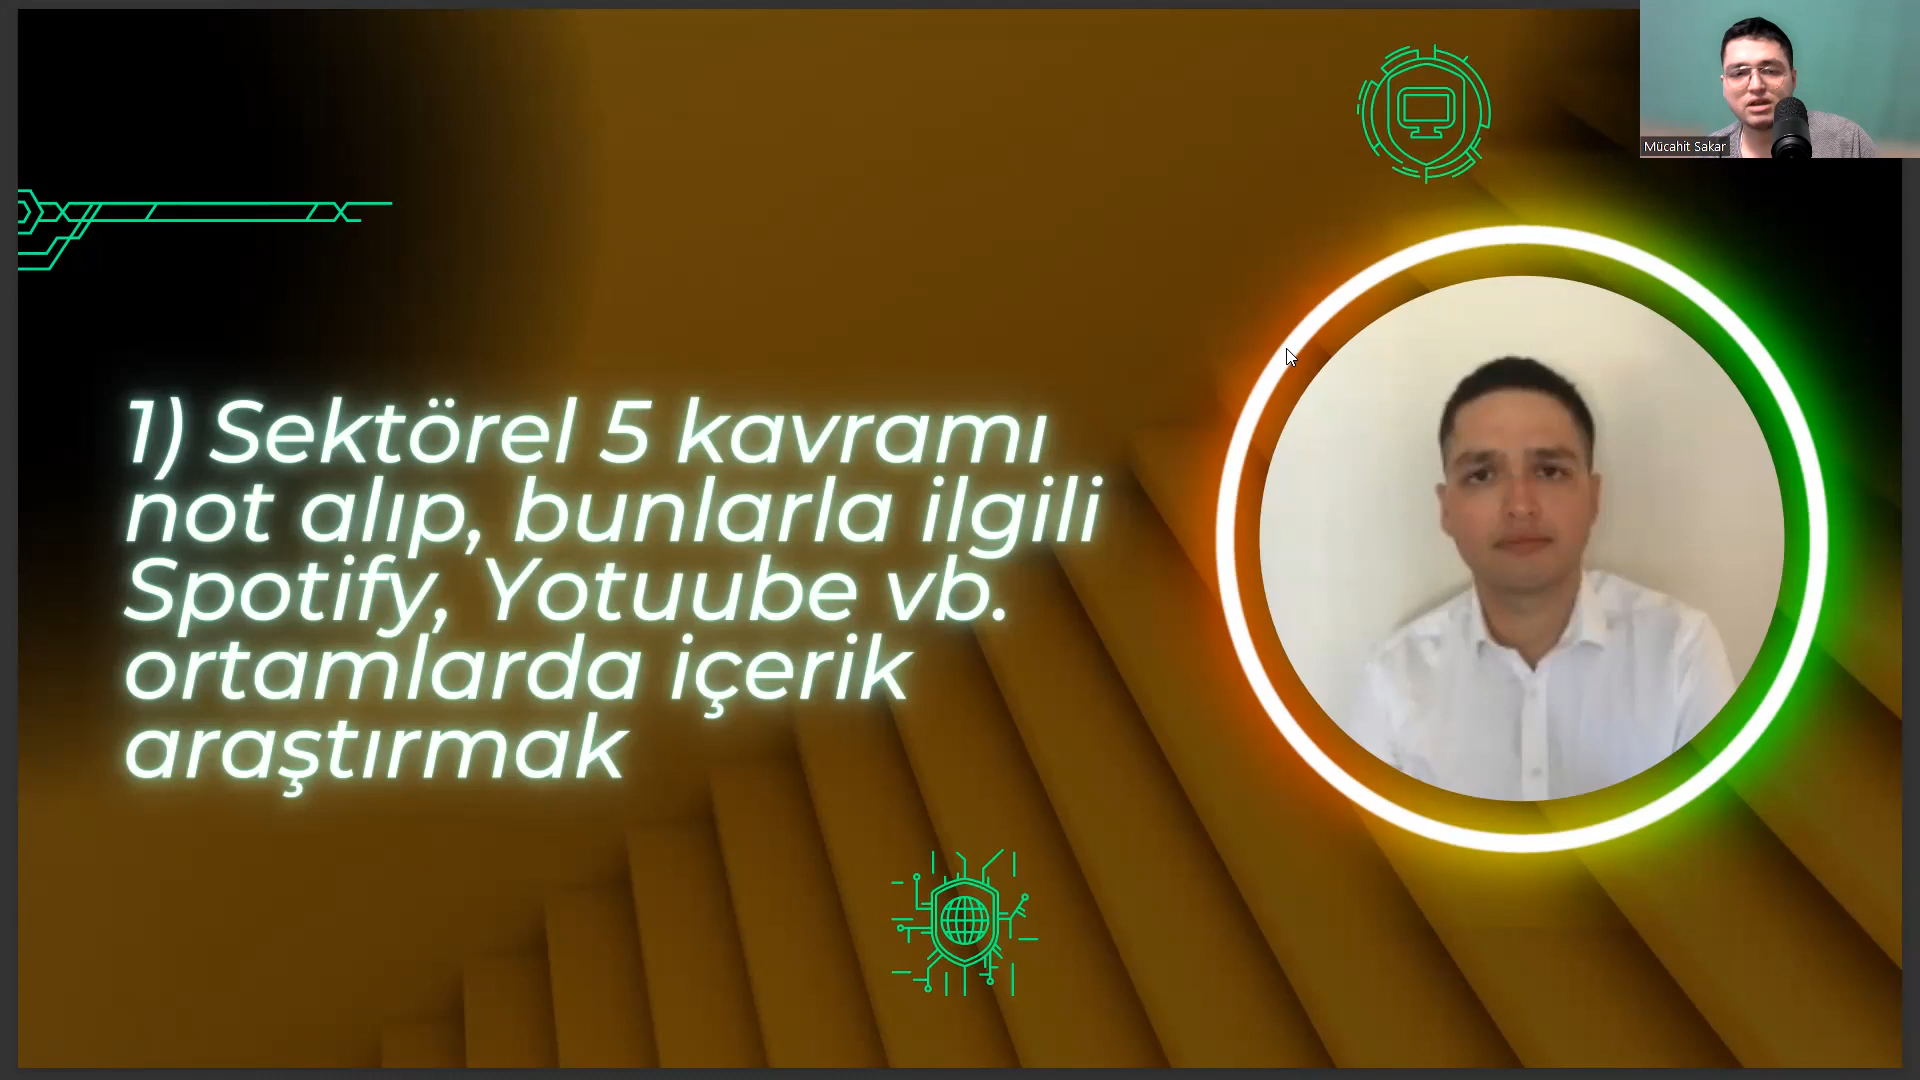 Mücahit Sakar
1) Sektörel 5 kavramı
not alıp, bunlarla ilgili
Spotify, Yotuube vb.
ortamlarda içerik
araştırmak